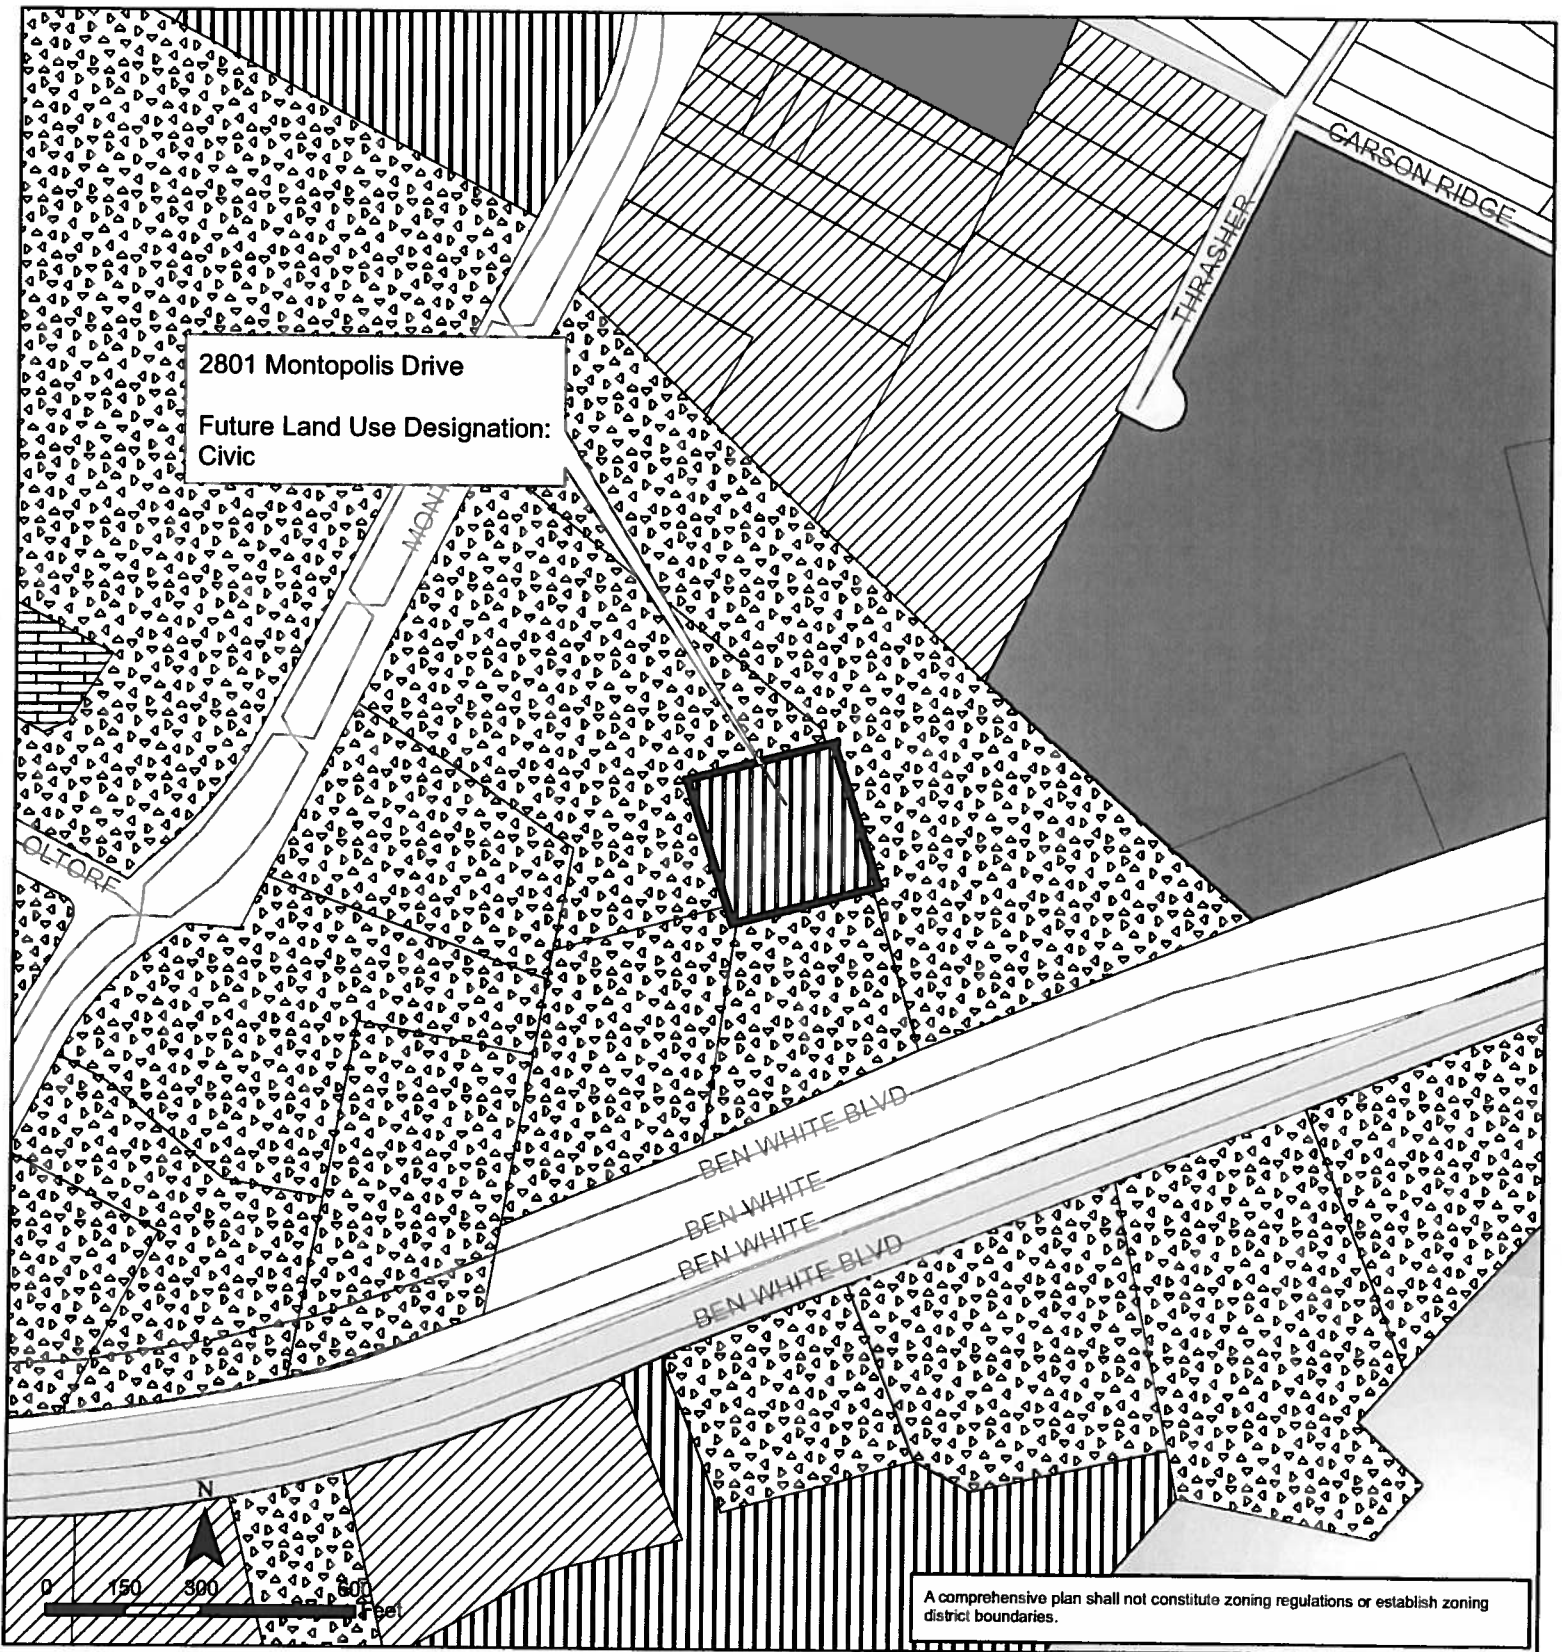 CARSON RIDGE
THRASHER
2801 Montopolis Drive
Future Land Use Designation:
Civic
MONT
OLTORF
BEN WHITE BLVD
BEN WHITE
BEN WHITE
BEN WHITE BLVD
N
0 150 300 600
Feet
A comprehensive plan shall not constitute zoning regulations or establish zoning
district boundaries.